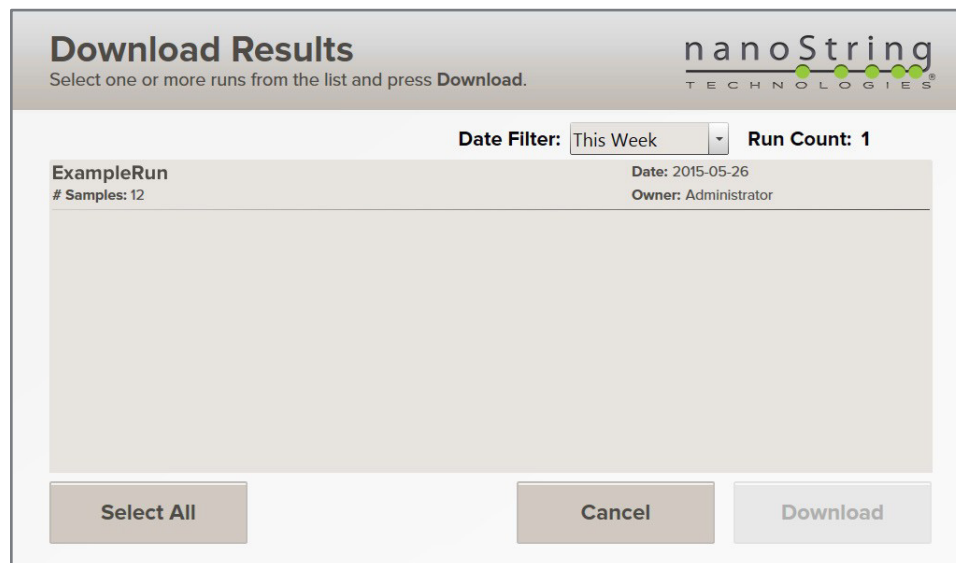 Download Results
Select one or more runs from the list and press Download.
nanoString
TECHNOLOGIES®
Date Filter: This Week Run Count: 1
ExampleRun Date: 2015-05-26
# Samples: 12 Owner: Administrator
Select All Cancel Download